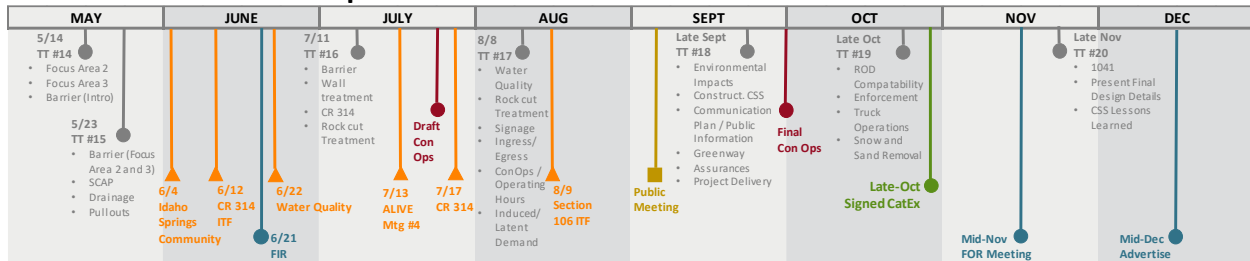 MAY
JUNE
JULY
AUG
SEPT
OCT
NOV
DEC
5/14
TT #14
• Focus Area 2
• Focus Area 3
• Barrier (Intro)
5/23
TT #15
• Barrier (Focus
Area 2 and 3)
• SCAP
• Drainage
• Pullouts
6/4
Idaho
Springs
Community
6/12
CR 314
ITF
6/22
Water Quality
6/21
FIR
7/11
TT #16
• Barrier
• Wall
treatment
• CR 314
• Rock cut
Treatment
7/13
ALIVE
Mtg #4
Draft
Con
Ops
7/17
CR 314
8/8
TT #17
• Water
Quality
• Rock cut
Treatment
• Signage
• Ingress/
Egress
• ConOps /
Operating
Hours
• Induced/
Latent
Demand
8/9
Section
106 ITF
Public
Meeting
Late Sept
TT #18
• Environmental
Impacts
• Construct. CSS
• Communication
Plan / Public
Information
• Greenway
• Assurances
• Project Delivery
Final
Con Ops
Late Oct
TT #19
• ROD
Compatability
• Enforcement
• Truck
Operations
• Snow and
Sand Removal
Late-Oct
Signed CatEx
Mid-Nov
FOR Meeting
Late Nov
TT #20
• 1041
• Present Final
Design Details
• CSS Lessons
Learned
Mid-Dec
Advertise